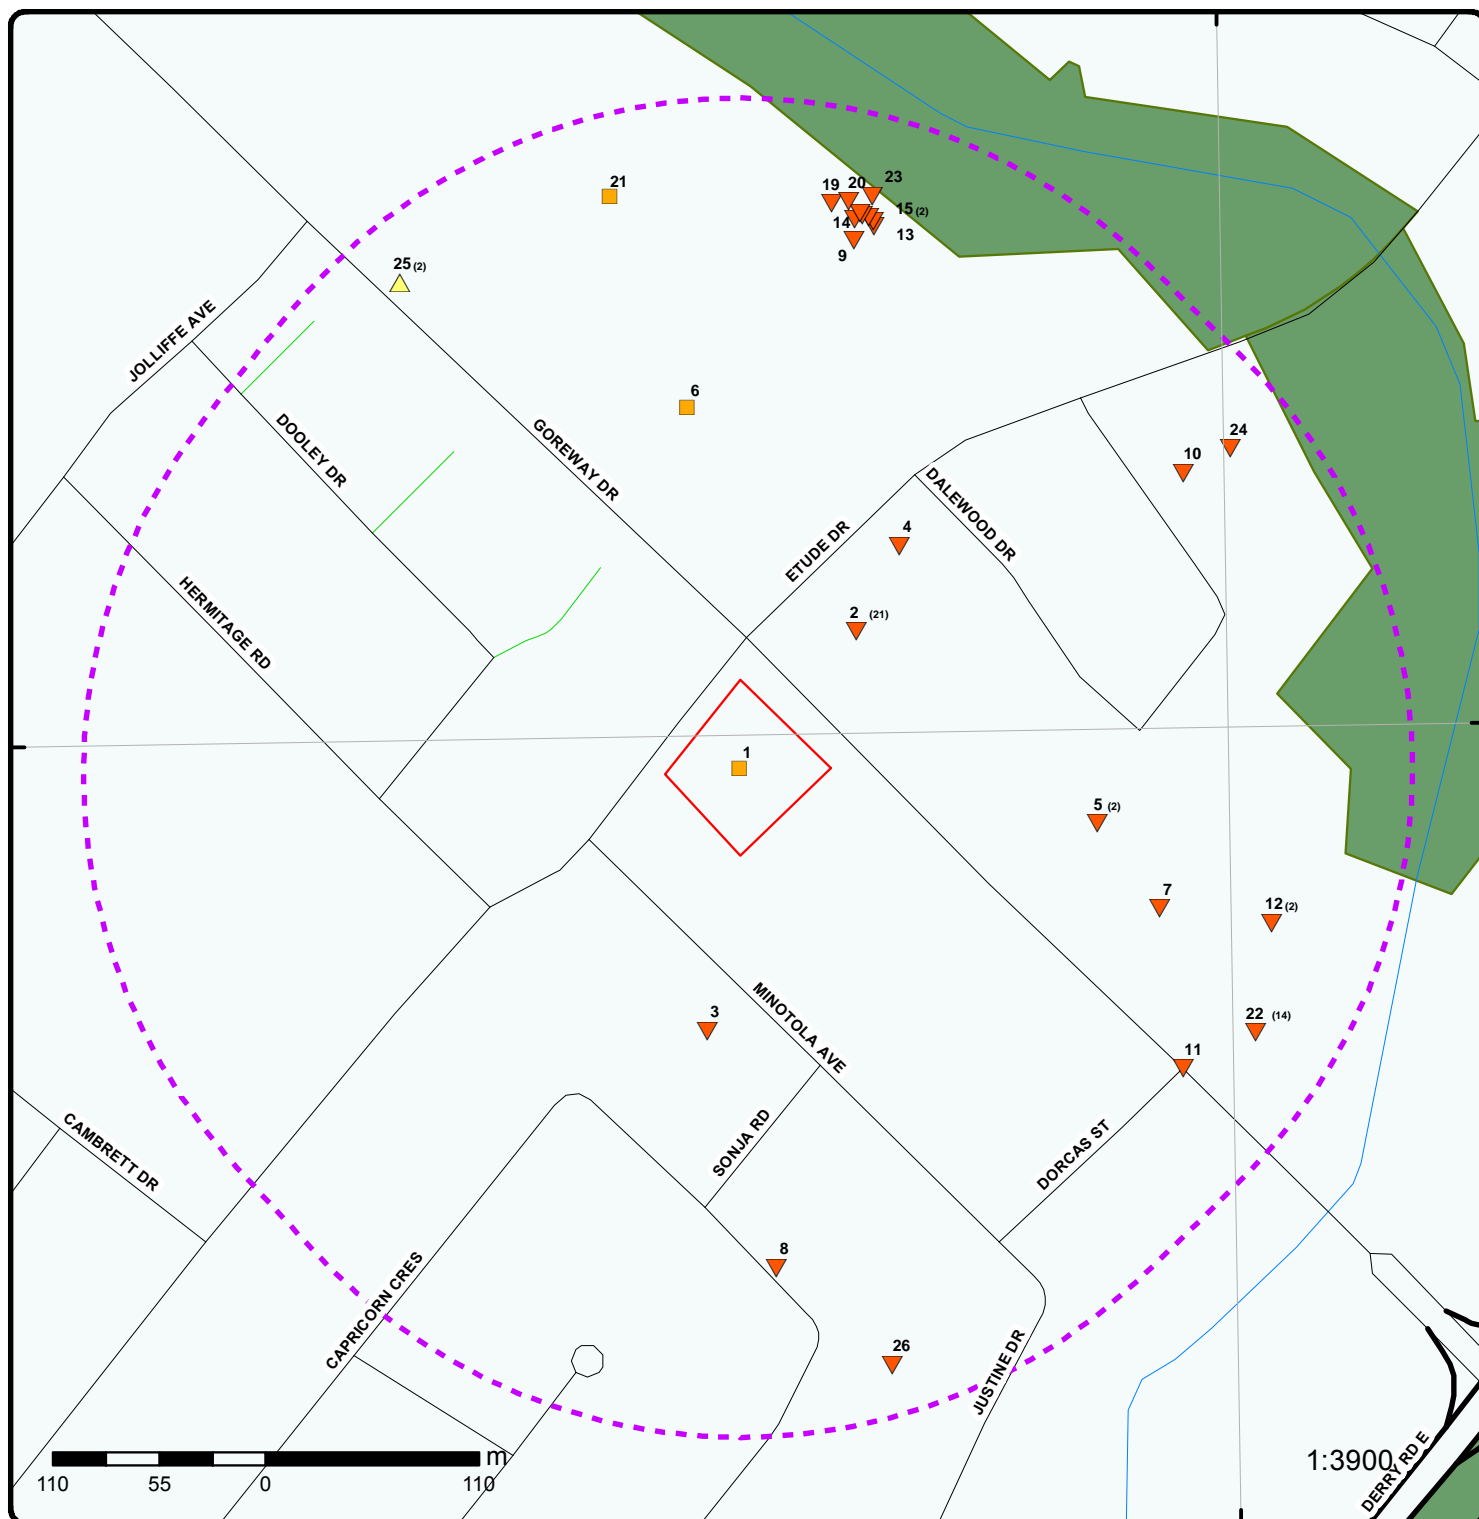 21
19
20
23
15 (2)
14
13
9
25 (2)
JOLLIFFE AVE
6
DOOLEY DR
GOREWAY DR
24
10
DALEWOOD DR
4
ETUDE DR
HERMITAGE RD
2 (21)
1
5 (2)
7
12 (2)
3
MINOTOLA AVE
22 (14)
11
CAMBRETT DR
SONJA RD
DORCAS ST
8
CAPRICORN CRES
26
JUSTINE DR
m
1:3900
DERRY RD E
110
55
0
110